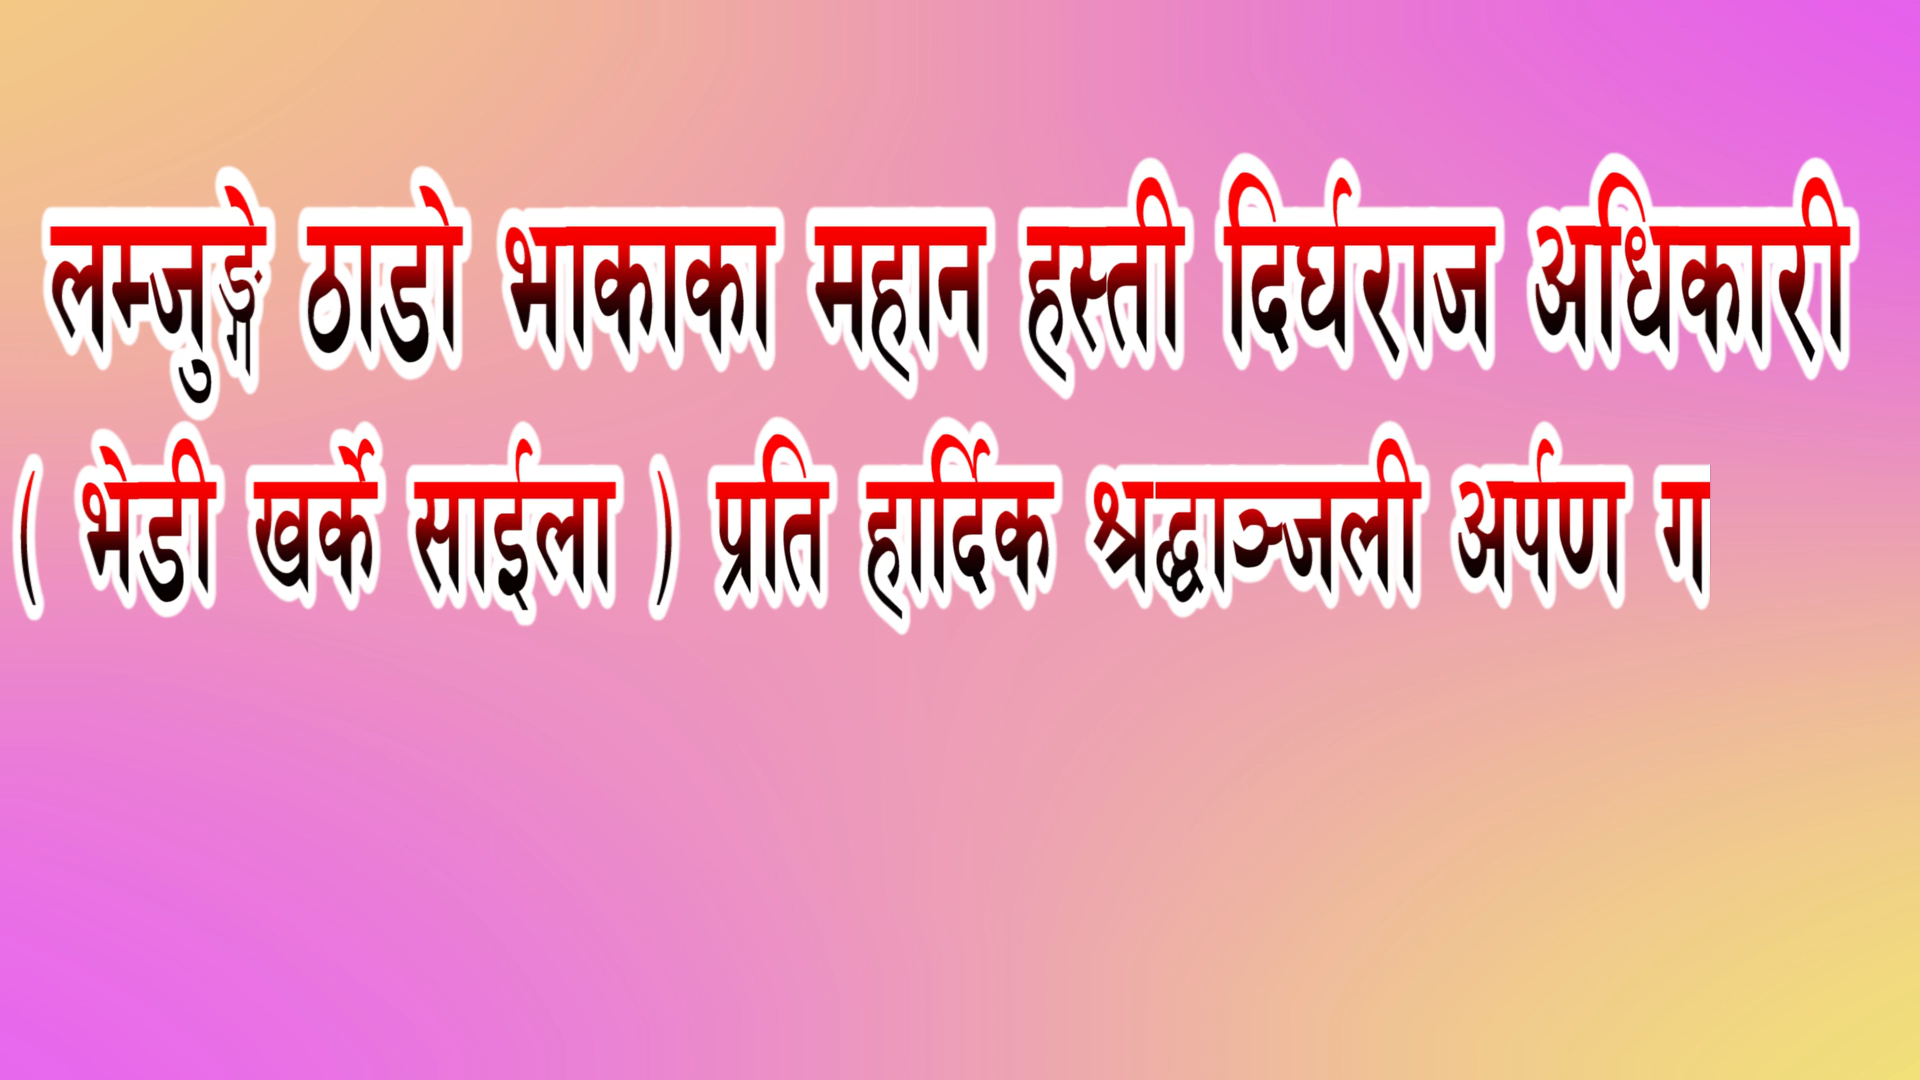 लम्जुङ्गे ठाडो भाकाका महान हस्ती दिर्घराज अधिकारी
( भेडी खर्के साईला ) प्रति हार्दिक श्रद्धाञ्जली अर्पण ग